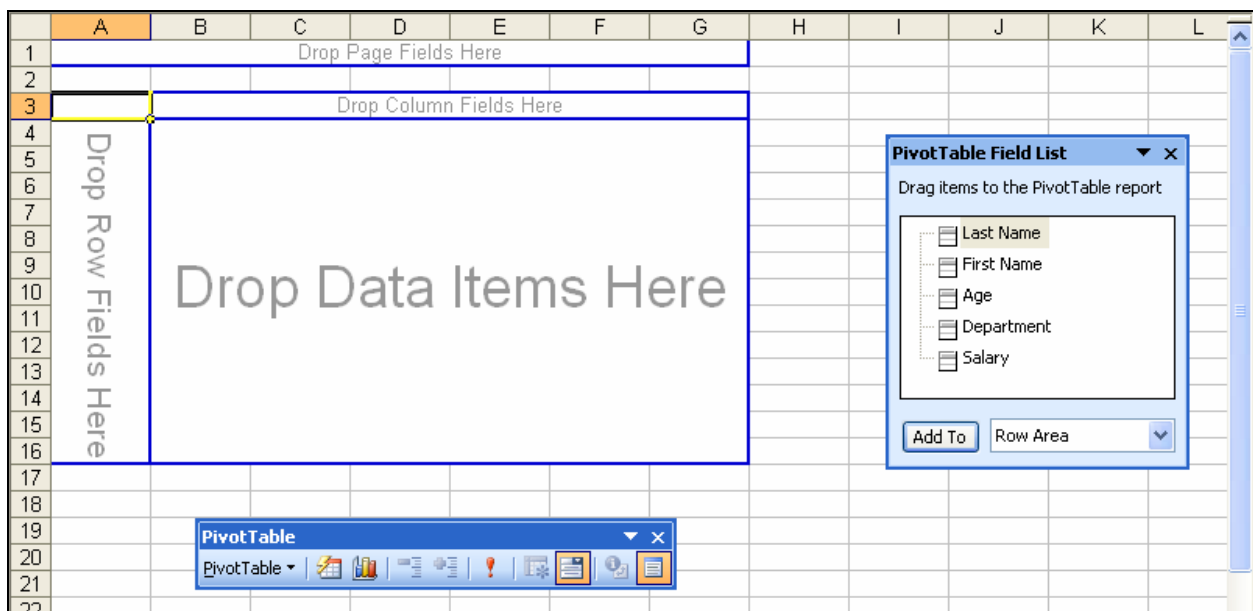 A B C D E F G H I J K L
1 Drop Page Fields Here
2
3 Drop Column Fields Here
4
5
6
7
8
9
10
11
12
13
14
15
16
17
18
19
20
21
22
Drop Row Fields Here
Drop Data Items Here
PivotTable Field List
Drag items to the PivotTable report
Last Name
First Name
Age
Department
Salary
Add To Row Area
PivotTable
PivotTable